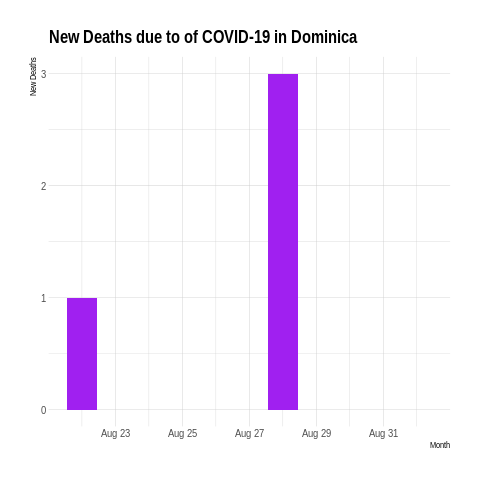 New Deaths due to of COVID-19 in Dominica
New Deaths
3
2
1
0
Aug 23 Aug 25 Aug 27 Aug 29 Aug 31
Month